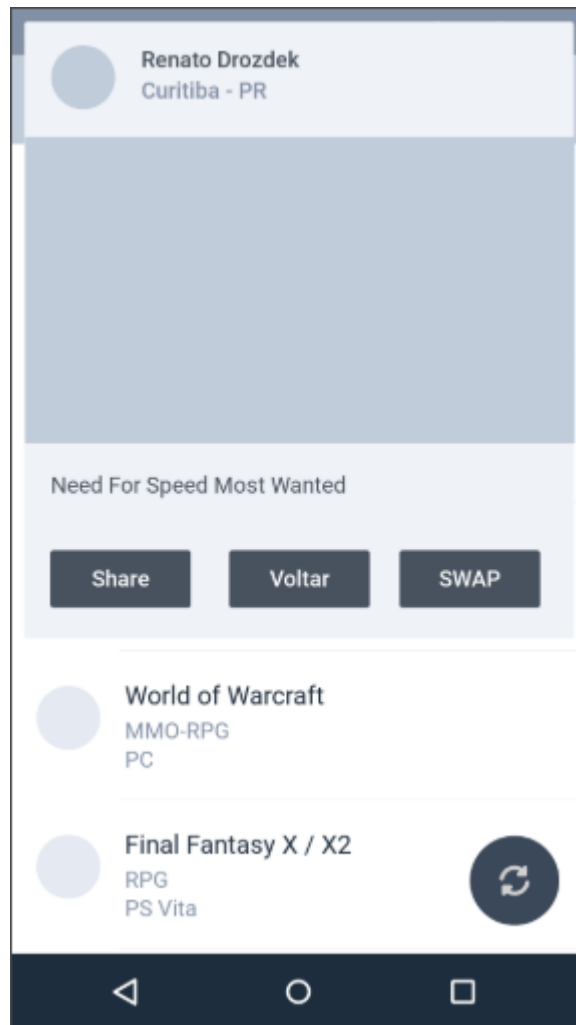 Renato Drozdek
Curitiba - PR
Need For Speed Most Wanted
Share
Voltar
SWAP
World of Warcraft
MMO-RPG
PC
Final Fantasy X / X2
RPG
PS Vita